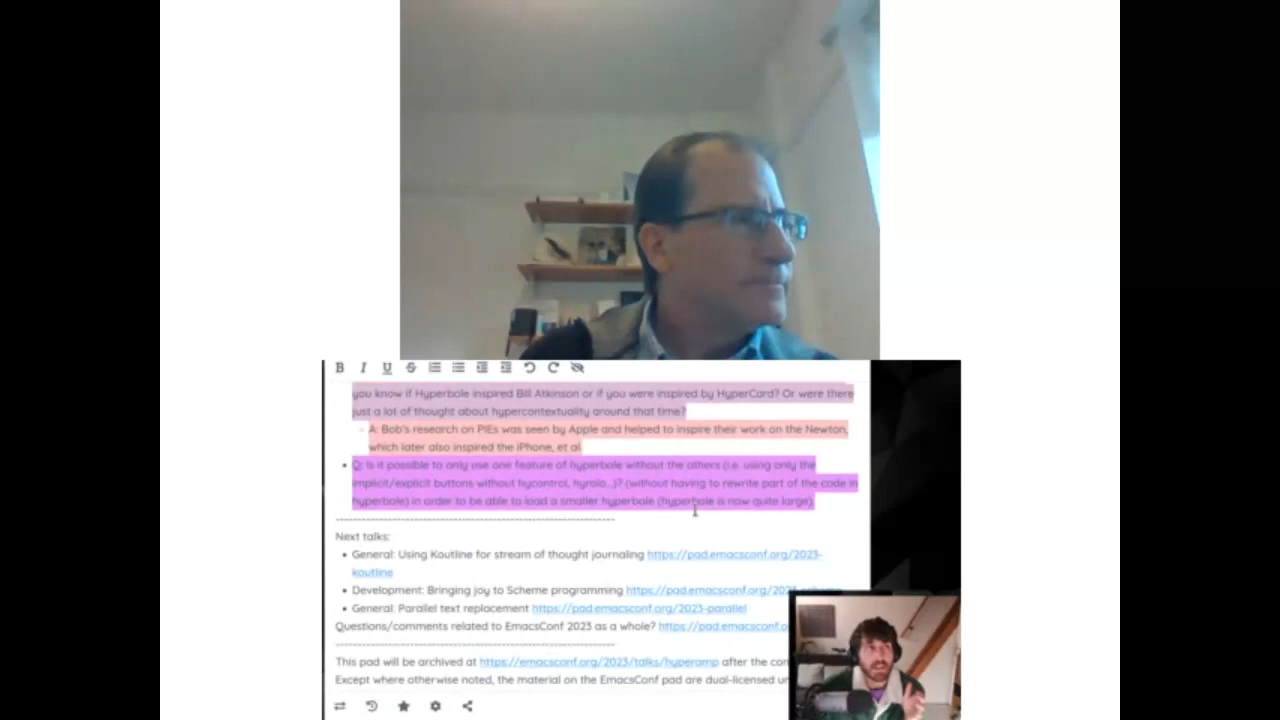 B I U S
you know if Hyperbole inspired Bill Atkinson or if you were inspired by HyperCard? Or were there
just a lot of thought about hypercontextuality around that time?
A: Bob's research on PIEs was seen by Apple and helped to inspire their work on the Newton,
which later also inspired the iPhone, et al
Q: Is it possible to only use one feature of hyperbole without the others (i.e. using only the
implicit/explicit buttons without hycontrol, hyrolo...)? (without having to rewrite part of the code in
hyperbole) in order to be able to load a smaller hyperbole (hyperbole is now quite large).
Next talks:
General: Using Koutline for stream of thought journaling https://pad.emacsconf.org/2023-
koutline
Development: Bringing joy to Scheme programming https://pad.emacsconf.org/2023-
General: Parallel text replacement https://pad.emacsconf.org/2023-parallel
Questions/comments related to EmacsConf 2023 as a whole? https://pad.emacsconf.o
This pad will be archived at https://emacsconf.org/2023/talks/hyperamp after the con
Except where otherwise noted, the material on the EmacsConf pad are dual-licensed un